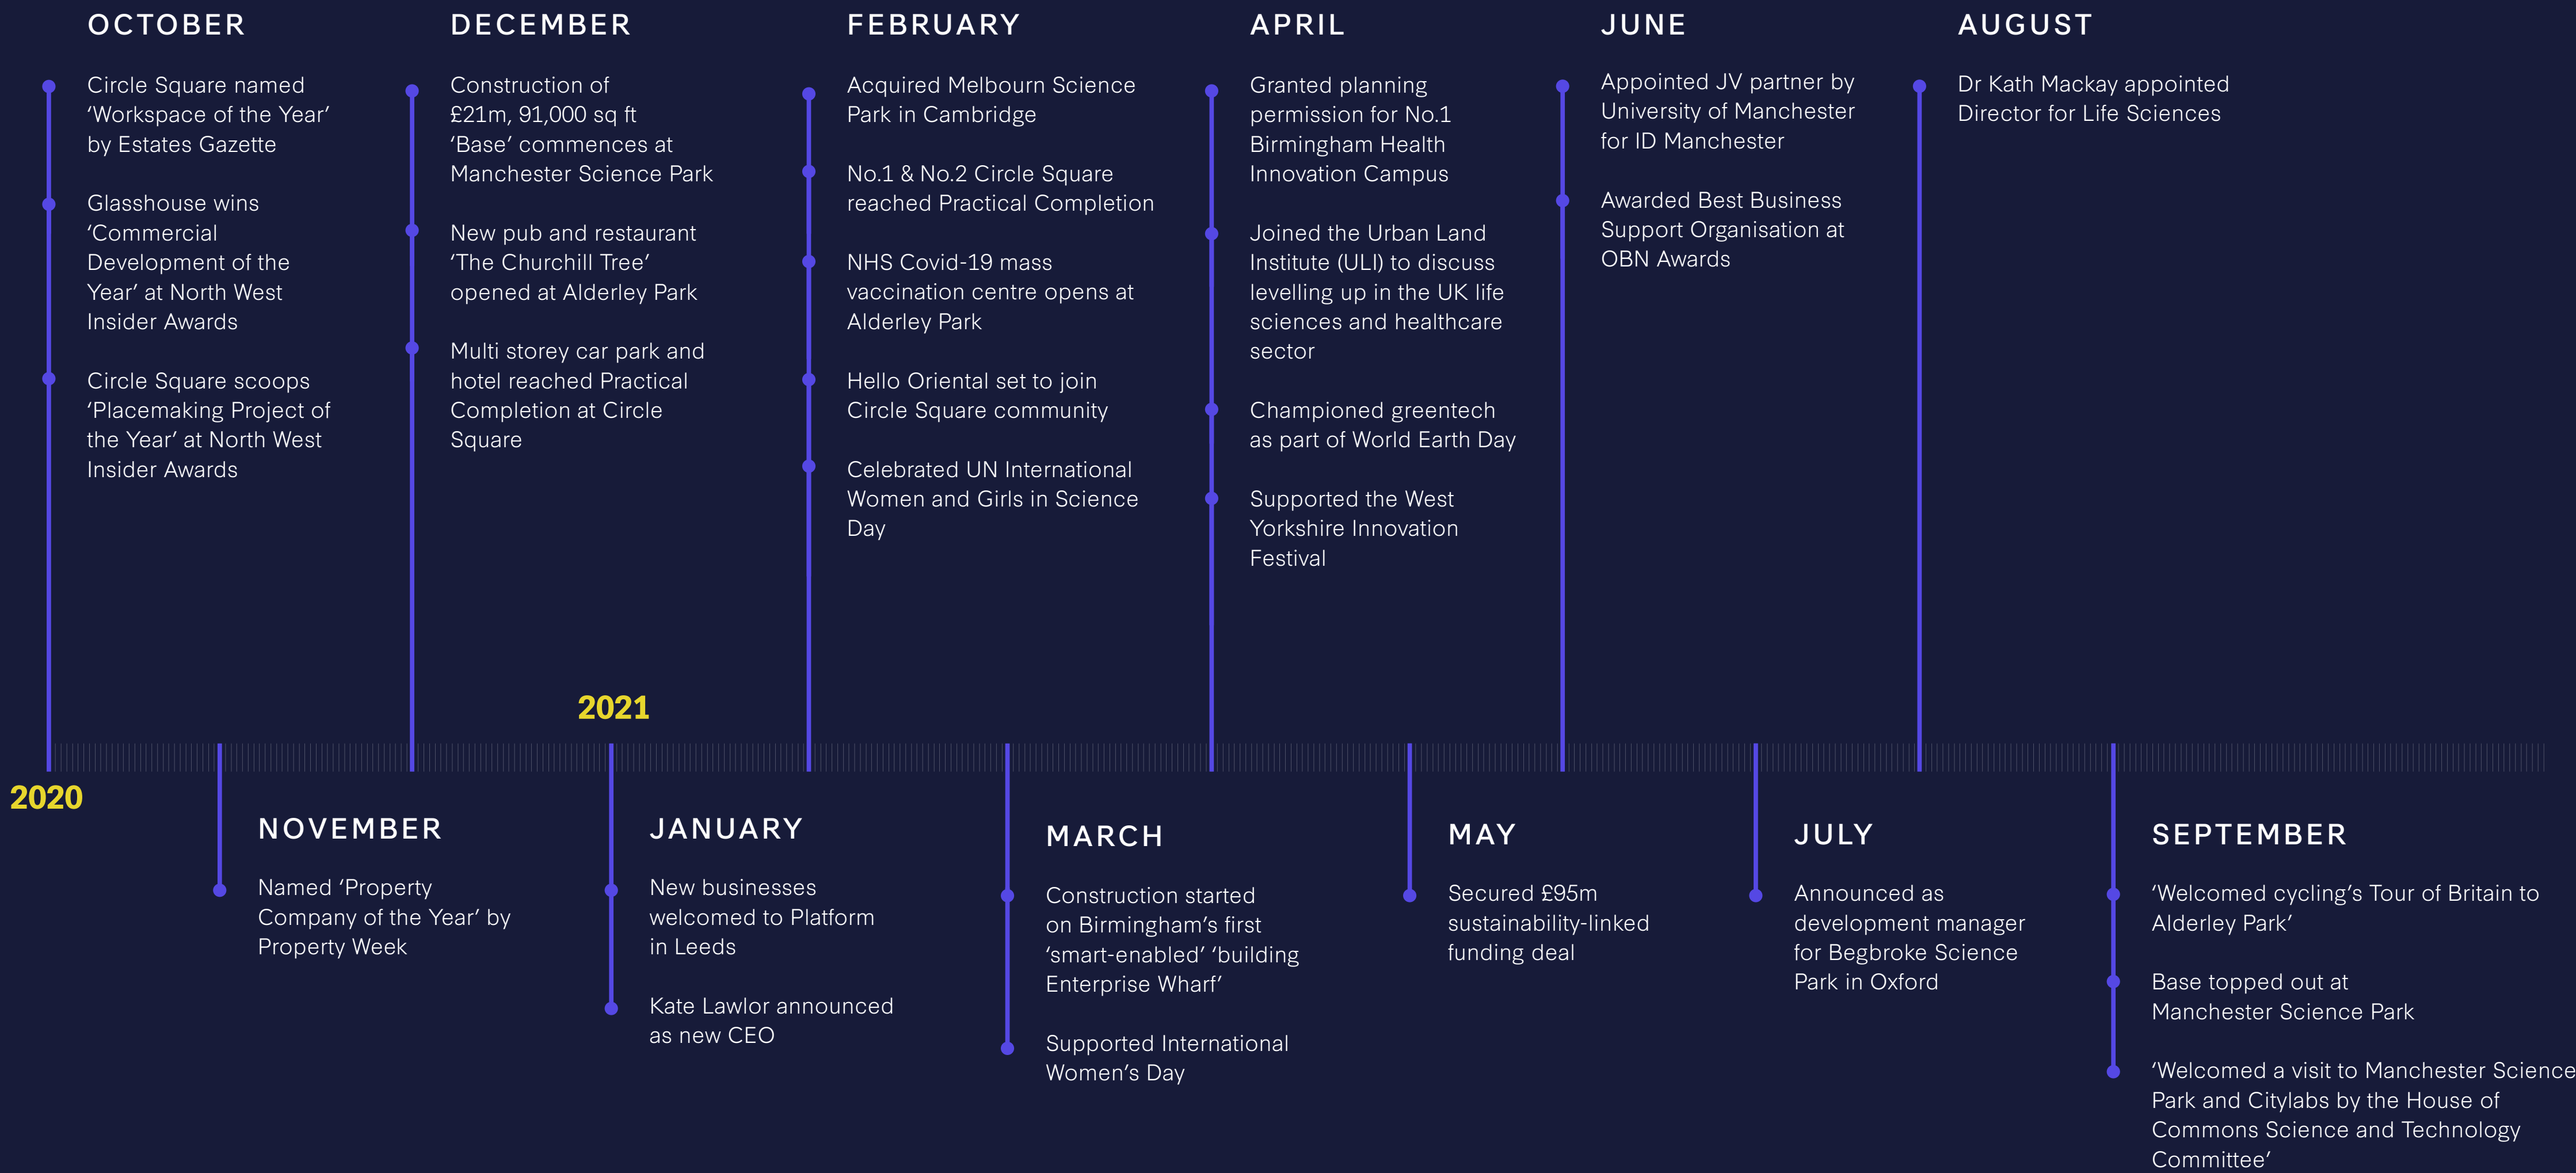 OCTOBER
Circle Square named
‘Workspace of the Year’
by Estates Gazette
Glasshouse wins
‘Commercial
Development of the
Year’ at North West
Insider Awards
Circle Square scoops
‘Placemaking Project of
the Year’ at North West
Insider Awards
DECEMBER
Construction of
£21m, 91,000 sq ft
‘Base’ commences at
Manchester Science Park
New pub and restaurant
‘The Churchill Tree’
opened at Alderley Park
Multi storey car park and
hotel reached Practical
Completion at Circle
Square
FEBRUARY
Acquired Melbourn Science
Park in Cambridge
No.1 & No.2 Circle Square
reached Practical Completion
NHS Covid-19 mass
vaccination centre opens at
Alderley Park
Hello Oriental set to join
Circle Square community
Celebrated UN International
Women and Girls in Science
Day
APRIL
Granted planning
permission for No.1
Birmingham Health
Innovation Campus
Joined the Urban Land
Institute (ULI) to discuss
levelling up in the UK life
sciences and healthcare
sector
Championed greentech
as part of World Earth Day
Supported the West
Yorkshire Innovation
Festival
JUNE
Appointed JV partner by
University of Manchester
for ID Manchester
Awarded Best Business
Support Organisation at
OBN Awards
AUGUST
Dr Kath Mackay appointed
Director for Life Sciences
2021
2020
NOVEMBER
Named ‘Property
Company of the Year’ by
Property Week
JANUARY
New businesses
welcomed to Platform
in Leeds
Kate Lawlor announced
as new CEO
MARCH
Construction started
on Birmingham’s first
‘smart-enabled’ ‘building
Enterprise Wharf’
Supported International
Women’s Day
MAY
Secured £95m
sustainability-linked
funding deal
JULY
Announced as
development manager
for Begbroke Science
Park in Oxford
SEPTEMBER
‘Welcomed cycling’s Tour of Britain to
Alderley Park’
Base topped out at
Manchester Science Park
‘Welcomed a visit to Manchester Science
Park and Citylabs by the House of
Commons Science and Technology
Committee’